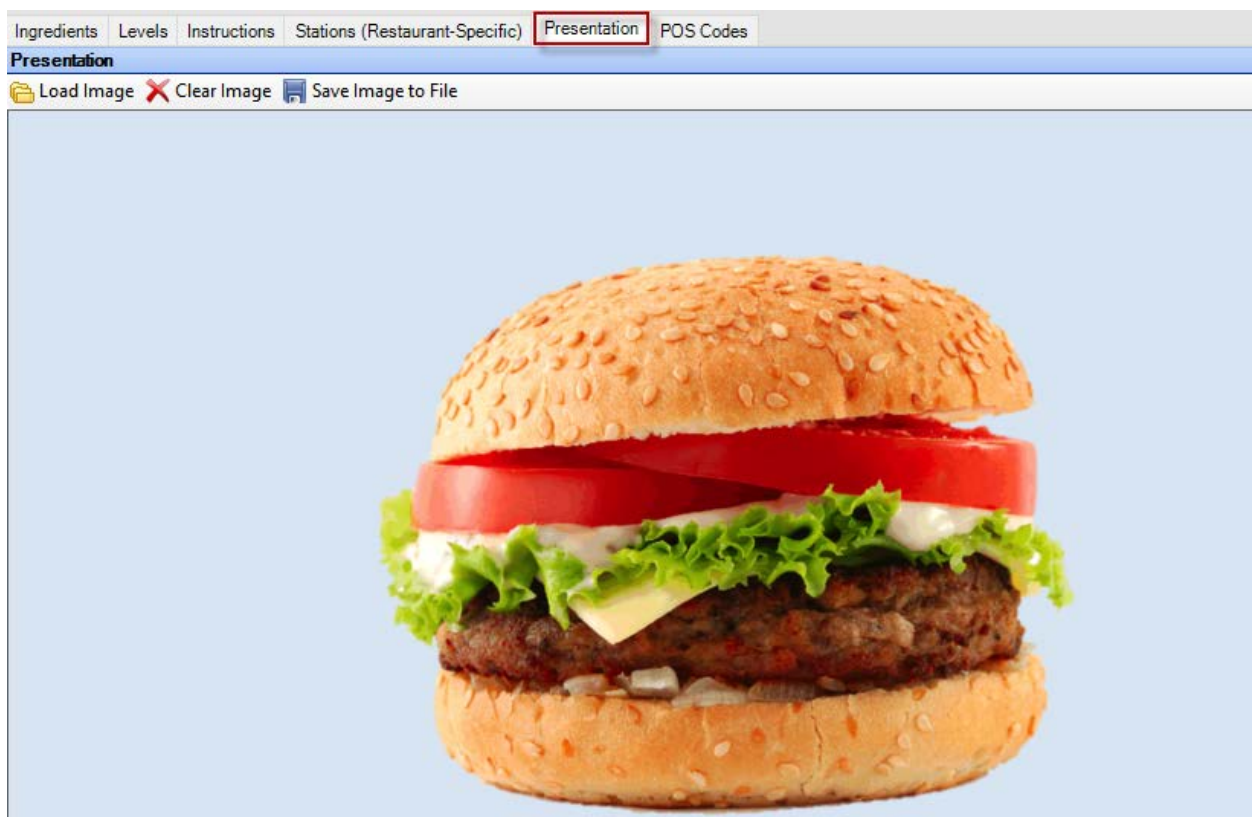 Ingredients Levels Instructions Stations (Restaurant-Specific) Presentation POS Codes
Presentation
Load Image Clear Image Save Image to File